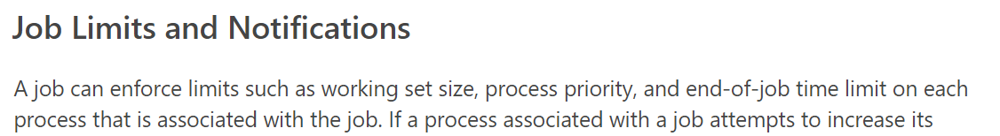 Job Limits and Notifications
A job can enforce limits such as working set size, process priority, and end-of-job time limit on each
process that is associated with the job. If a process associated with a job attempts to increase its